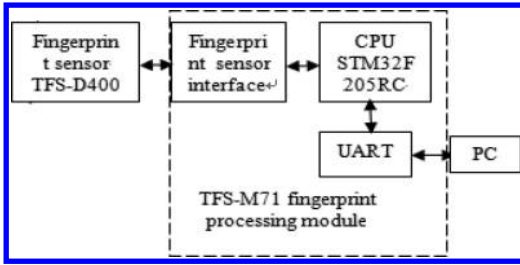 Fingerprin
t sensor
TFS-D400
Fingerpri
nt sensor
interface↵
CPU
STM32F
205RC
UART
PC
TFS-M71 fingerprint
processing module